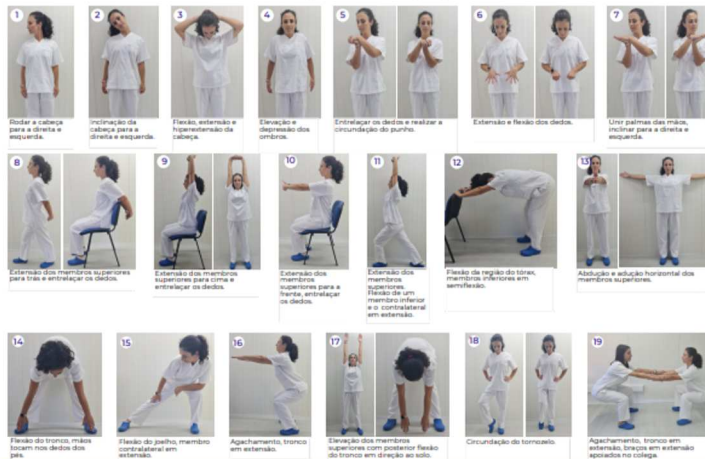 1
Rodar a cabeça
para a direita e
esquerda.
2
Inclinação da
cabeça para a
direita e esquerda.
3
Flexão, extensão e
hiperextensão da
cabeça.
4
Elevação e
depressão dos
ombros.
5
Entrelaçar os dedos e realizar a
circundação do punho.
6
Extensão e flexão dos dedos.
7
Unir palmas das mãos,
inclinar para a direita e
esquerda.
8
Extensão dos membros superiores
para trás e entrelaçar os dedos.
9
Extensão dos membros
superiores para cima e
entrelaçar os dedos.
10
Extensão dos
membros
superiores para a
frente, entrelaçar
os dedos.
11
Extensão dos
membros
superiores.
Flexão de um
membro inferior
e o contralateral
em extensão.
12
Flexão da região do tórax,
membros inferiores em
semiflexão.
13
Abdução e adução horizontal dos
membros superiores.
14
Flexão do tronco, mãos
tocam nos dedos dos
pés.
15
Flexão do joelho, membro
contralateral em
extensão.
16
Agachamento, tronco
em extensão.
17
Elevação dos membros
superiores com posterior flexão
do tronco em direção ao solo.
18
Circundação do tornozelo.
19
Agachamento, tronco em
extensão, braços em extensão
apoiados no colega.